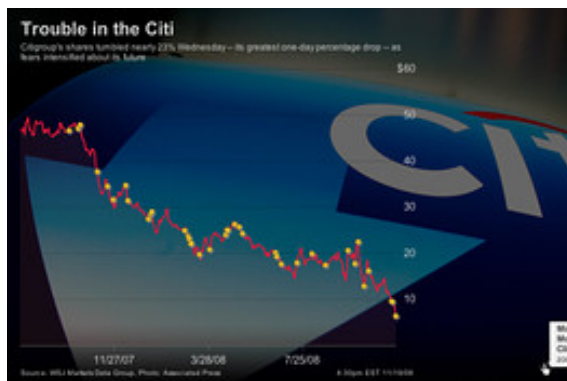 Trouble in the Citi
Citigroup's shares tumbled nearly 23% Wednesday – its greatest one-day percentage drop – as
fears intensified about its future
$60
50
Citi
40
30
20
10
11/27/07
3/28/08
7/25/08
Source: WSJ Markets Data Group, Photo: Associated Press
4:30pm EST 11/19/08